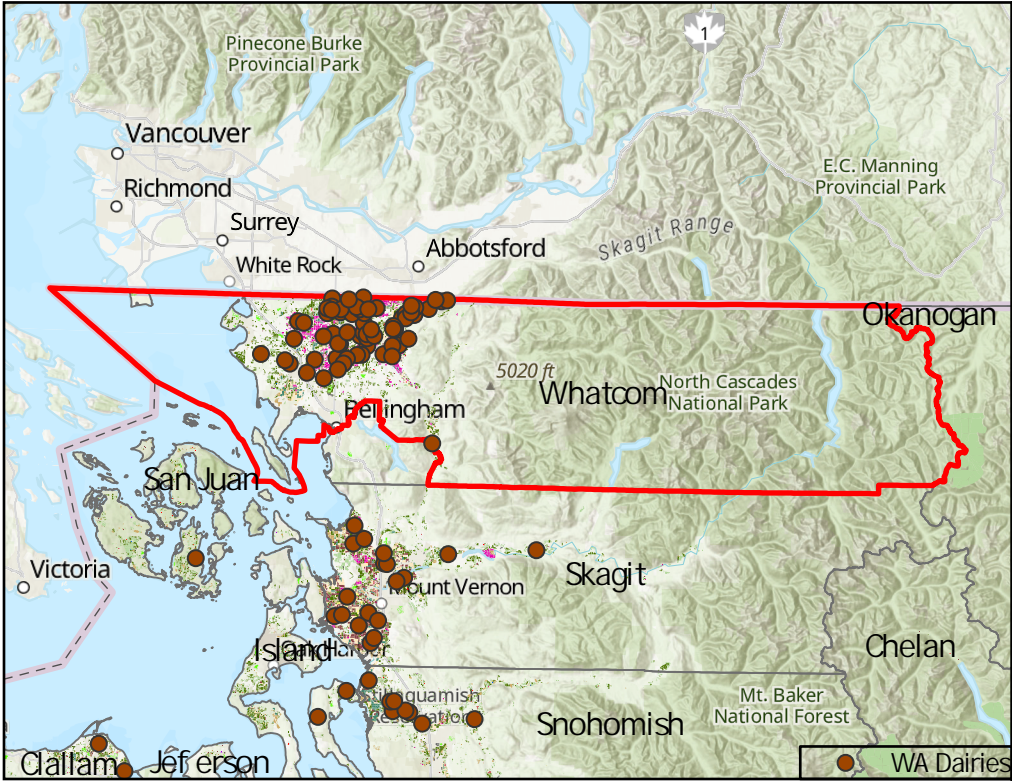 Pinecone Burke
Provincial Park
1
Vancouver
E.C. Manning
Provincial Park
Richmond
Surrey
Skagit Range
Abbotsford
White Rock
Okanogan
5020 ft
Whatcom
North Cascades
National Park
Bellingham
San Juan
Victoria
Skagit
Mount Vernon
Island
Chelan
Mt. Baker
National Forest
Stillaguamish
Reservation
Snohomish
Clallam
Jefferson
WA Dairies